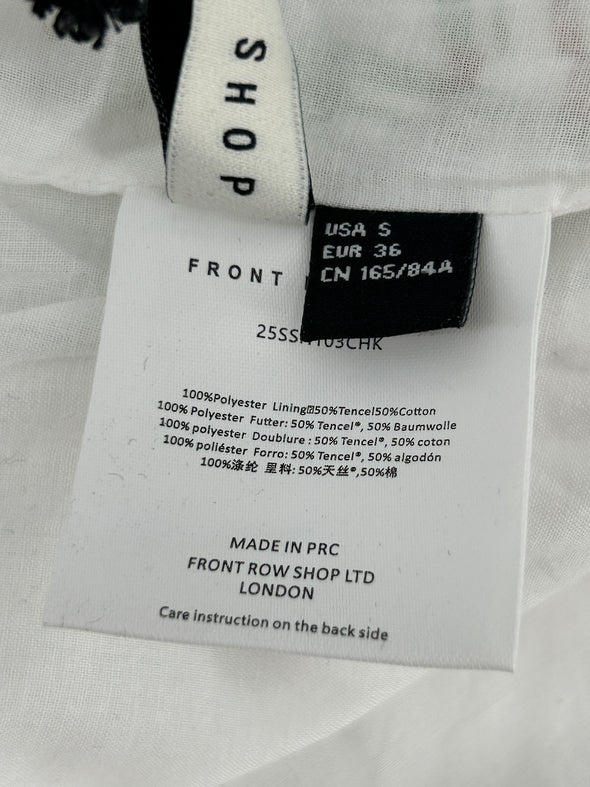 SHOP
USA S
EUR 36
CN 165/84A
FRONT
100%Polyester Lining⍰50%Tencel50%Cotton
100% Polyester Futter: 50% Tencel®, 50% Baumwolle
100% polyester Doublure : 50% Tencel®, 50% coton
100% poliéster Forro: 50% Tencel®, 50% algodón
100%涤纶 里料: 50%天丝®,50%棉
MADE IN PRC
FRONT ROW SHOP LTD
LONDON
Care instruction on the back side